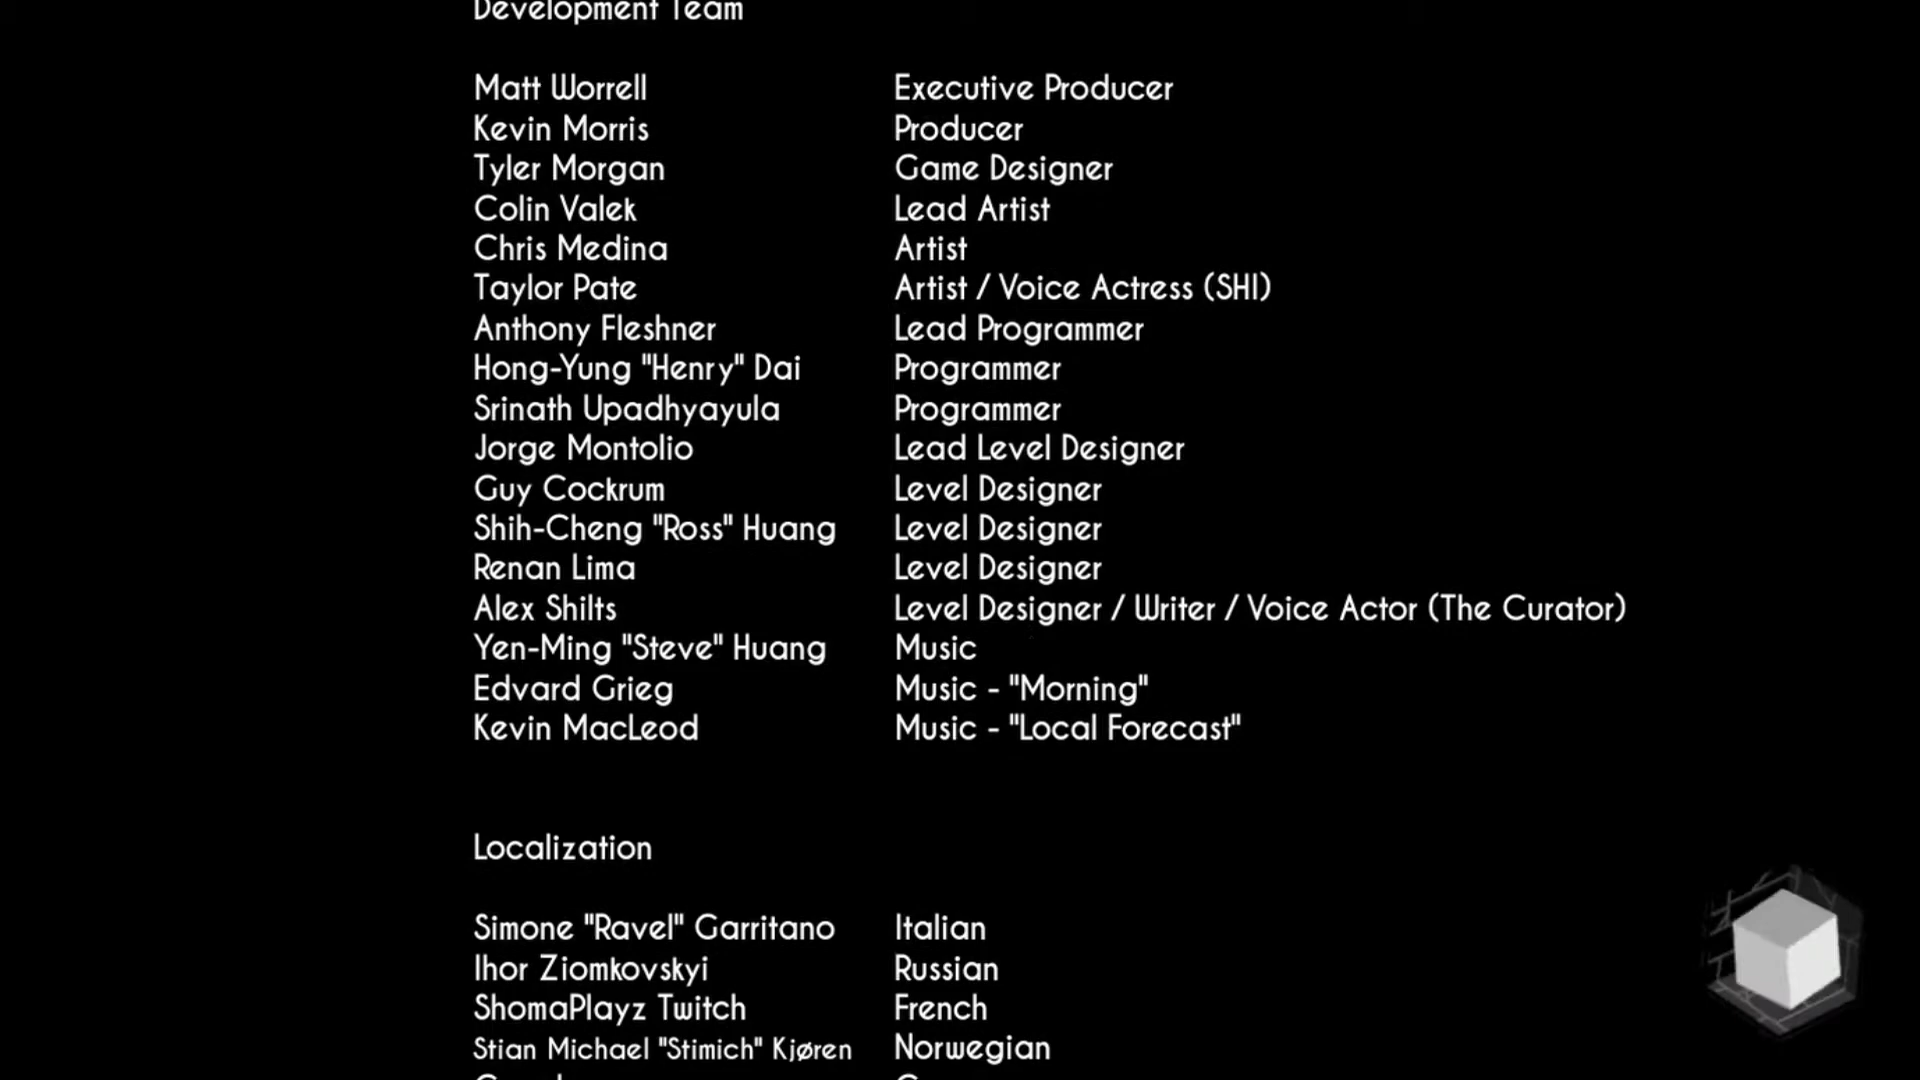 Development Team
Matt Worrell Executive Producer
Kevin Morris Producer
Tyler Morgan Game Designer
Colin Valek Lead Artist
Chris Medina Artist
Taylor Pate Artist / Voice Actress (SHI)
Anthony Fleshner Lead Programmer
Hong-Yung "Henry" Dai Programmer
Srinath Upadhyayula Programmer
Jorge Montolio Lead Level Designer
Guy Cockrum Level Designer
Shih-Cheng "Ross" Huang Level Designer
Renan Lima Level Designer
Alex Shilts Level Designer / Writer / Voice Actor (The Curator)
Yen-Ming "Steve" Huang Music
Edvard Grieg Music - "Morning"
Kevin MacLeod Music - "Local Forecast"
Localization
Simone "Ravel" Garritano Italian
Ihor Ziomkovskyi Russian
ShomaPlayz Twitch French
Stian Michael "Stimich" Kjøren Norwegian